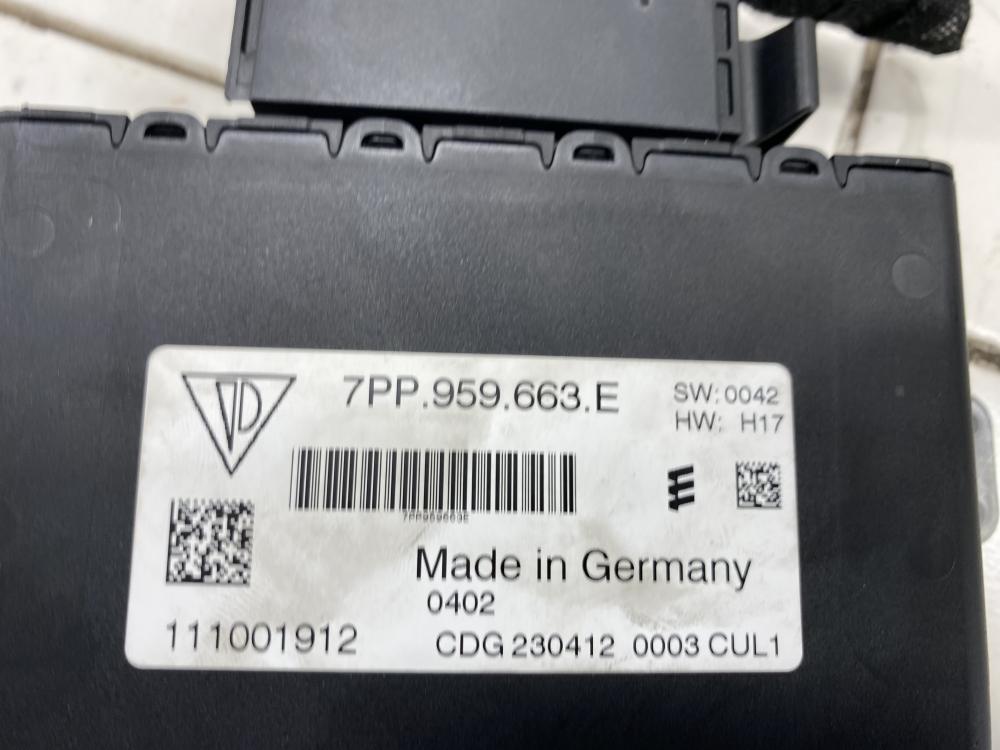 7PP.959.663.E
SW: 0042
HW: H17
7PP959663E
Made in Germany
0402
111001912
CDG 230412 0003 CUL1